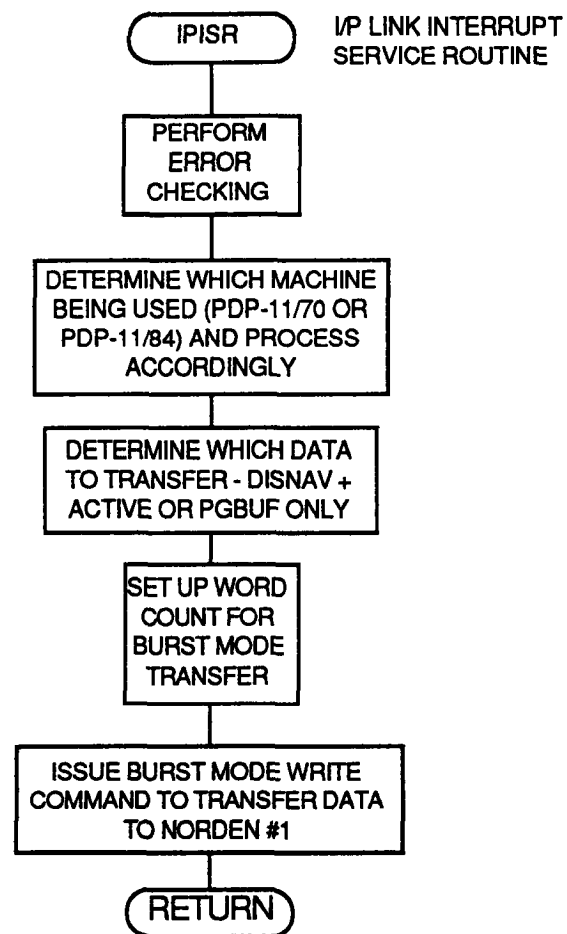 IPISR
I/P LINK INTERRUPT
SERVICE ROUTINE
PERFORM
ERROR
CHECKING
DETERMINE WHICH MACHINE
BEING USED (PDP-11/70 OR
PDP-11/84) AND PROCESS
ACCORDINGLY
DETERMINE WHICH DATA
TO TRANSFER - DISNAV +
ACTIVE OR PGBUF ONLY
SET UP WORD
COUNT FOR
BURST MODE
TRANSFER
ISSUE BURST MODE WRITE
COMMAND TO TRANSFER DATA
TO NORDEN #1
RETURN